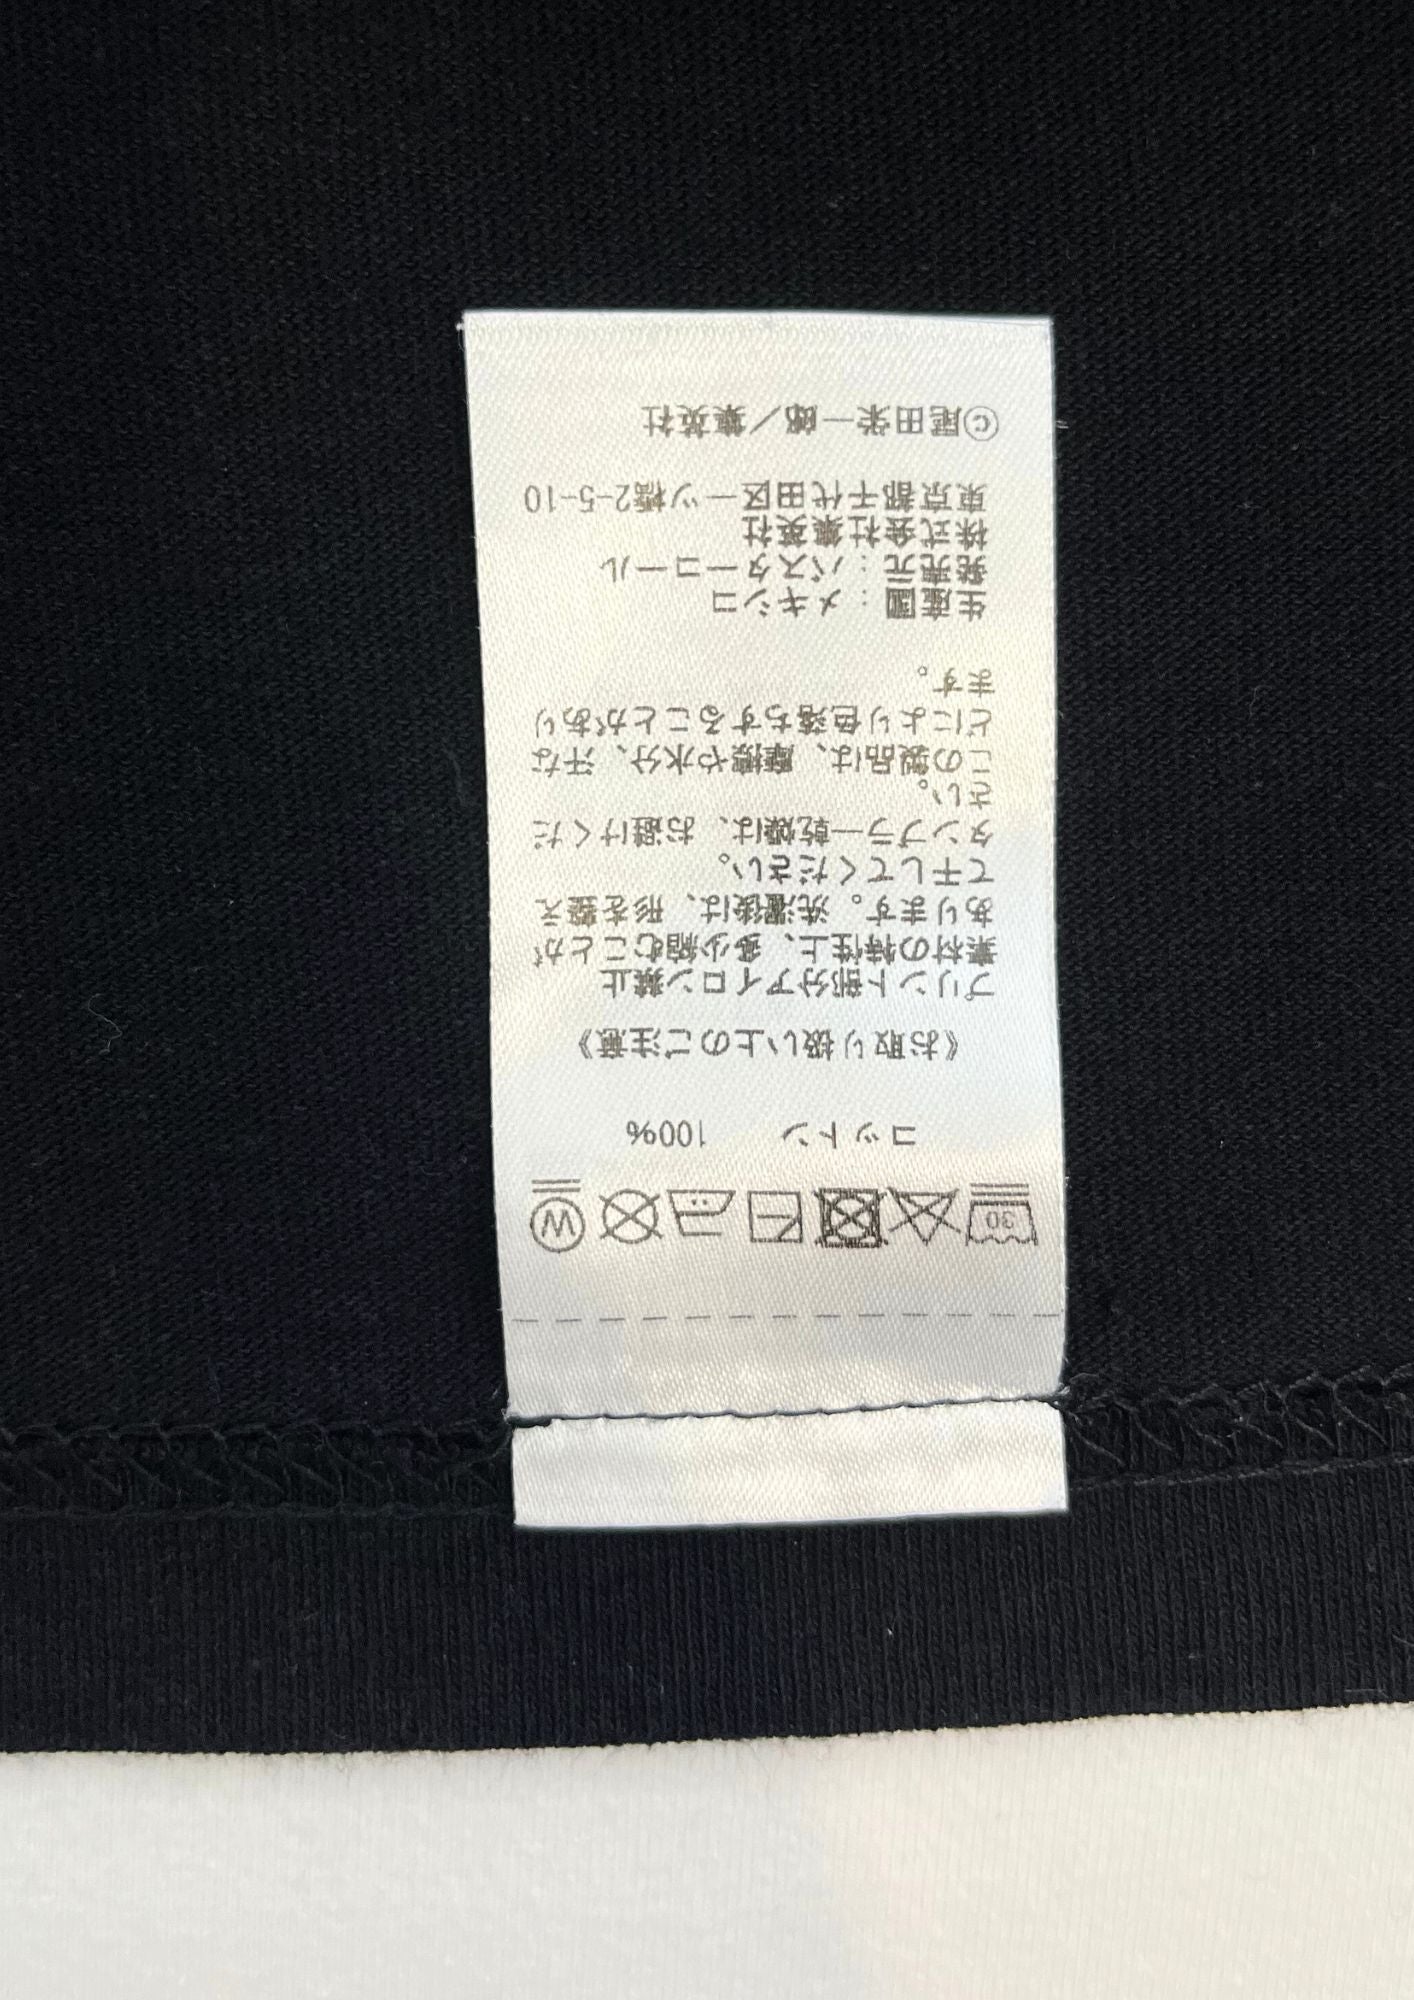 30 W
コットン 100%
《お取り扱い上のご注意》
プリント部分アイロン禁止
素材の特性上、多少縮むことが
あります。洗濯後は、形を整え
て干してください。
タンブラー乾燥は、お避けくだ
さい。
この製品は、摩擦や水分、汗な
どにより色落ちすることがあり
ます。
生産國：メキシコ
発売元：バスターコール
株式会社集英社
東京都千代田区一ツ橋2-5-10
©尾田栄一郎／集英社